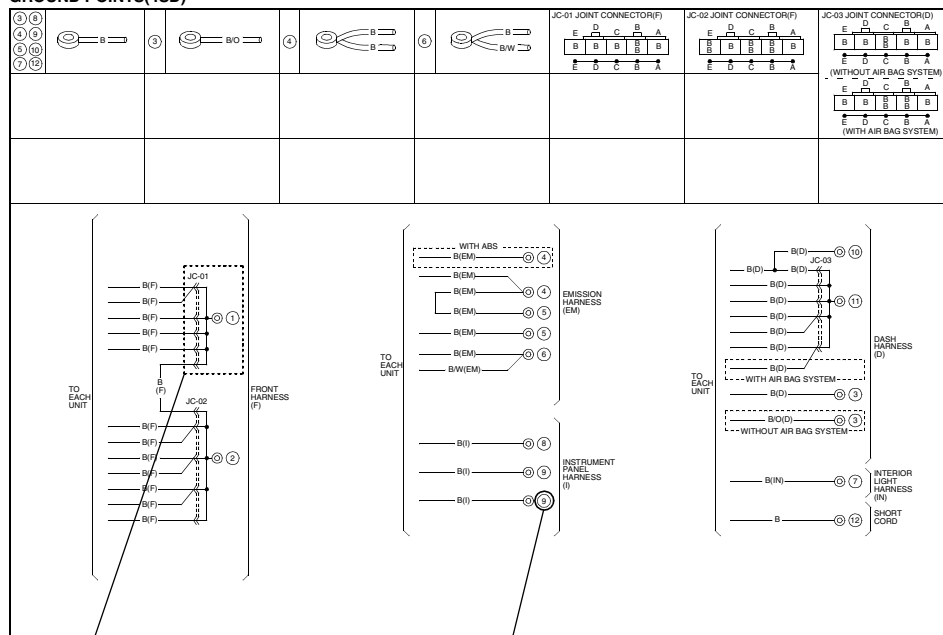 3 8
4 9
5 10
7 12
B
3
B/O
4
B
B
6
B
B/W
JC-01 JOINT CONNECTOR(F)
E D C B A
B B B B B B
E D C B A
JC-02 JOINT CONNECTOR(F)
E D C B A
B B B B B B B
E D C B A
JC-03 JOINT CONNECTOR(D)
E D C B A
B B B B B B
E D C B A
(WITHOUT AIR BAG SYSTEM)
E D C B A
B B B B B B B
E D C B A
(WITH AIR BAG SYSTEM)
JC-01
B(F)
B(F)
B(F) 1
B(F)
B(F)
B
(F)
TO
EACH
UNIT
FRONT
HARNESS
(F)
JC-02
B(F)
B(F)
B(F) 2
B(F)
B(F)
B(F)
B(F)
WITH ABS
B(EM) 4
B(EM)
B(EM) 4
B(EM) 5
B(EM) 5
B(EM) 6
B/W(EM)
EMISSION
HARNESS
(EM)
TO
EACH
UNIT
B(I) 8
B(I) 9
B(I) 9
INSTRUMENT
PANEL
HARNESS
(I)
B(D) 10
JC-03
B(D) B(D)
B(D)
B(D) 11
B(D)
B(D)
B(D)
B(D)
WITH AIR BAG SYSTEM
B(D) 3
B/O(D) 3
WITHOUT AIR BAG SYSTEM
DASH
HARNESS
(D)
TO
EACH
UNIT
B(IN) 7
INTERIOR
LIGHT
HARNESS
(IN)
B 12
SHORT
CORD